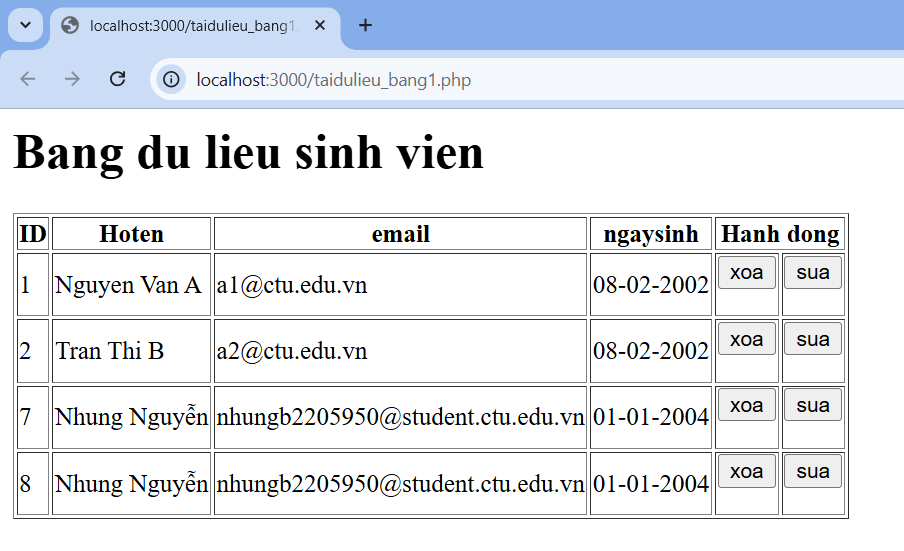 localhost:3000/taidulieu_bang1.
localhost:3000/taidulieu_bang1.php
Bang du lieu sinh vien
ID Hoten email ngaysinh Hanh dong
1 Nguyen Van A a1@ctu.edu.vn 08-02-2002 xoa sua
2 Tran Thi B a2@ctu.edu.vn 08-02-2002 xoa sua
7 Nhung Nguyễn nhungb2205950@student.ctu.edu.vn 01-01-2004 xoa sua
8 Nhung Nguyễn nhungb2205950@student.ctu.edu.vn 01-01-2004 xoa sua